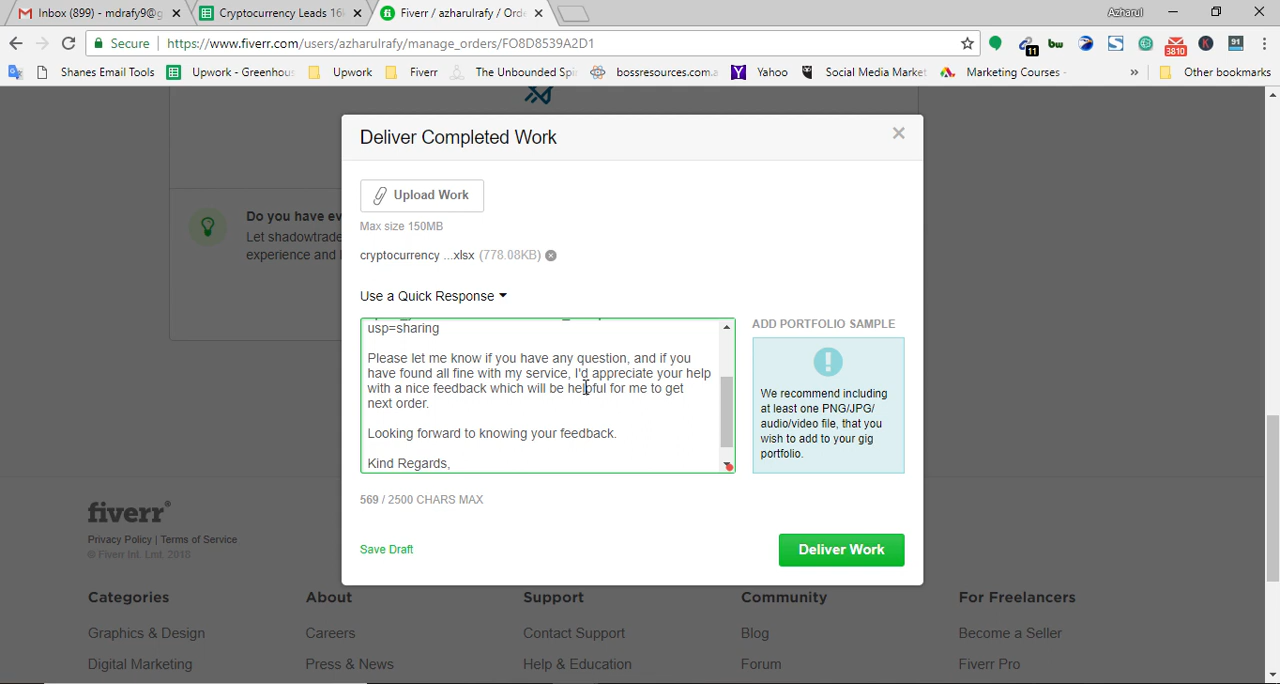 Inbox (899) - mdrafy9@g
Cryptocurrency Leads 16
Fiverr / azharulrafy / Orde
Azharul
Secure
https://www.fiverr.com/users/azharulrafy/manage_orders/FO8D8539A2D1
11
bw
3810
K
91
Shanes Email Tools
Upwork - greenhous
Upwork
Fiverr
The Unbounded Spi
bossresources.com.a
Yahoo
Social Media Market
Marketing Courses -
»
Other bookmarks
Deliver Completed Work
Upload Work
Max size 150MB
cryptocurrency ...xlsx (778.08KB)
Do you have ev
Let shadowtrade
experience and
Use a Quick Response
usp=sharing
Please let me know if you have any question, and if you
have found all fine with my service, I'd appreciate your help
with a nice feedback which will be helpful for me to get
next order.
Looking forward to knowing your feedback.
Kind Regards,
ADD PORTFOLIO SAMPLE
We recommend including
at least one PNG/JPG/
audio/video file, that you
wish to add to your gig
portfolio.
569 / 2500 CHARS MAX
Save Draft
Deliver Work
fiverr
Privacy Policy | Terms of Service
© Fiverr Int. Lmt. 2018
Categories
About
Support
Community
For Freelancers
Graphics & Design
Careers
Contact Support
Blog
Become a Seller
Digital Marketing
Press & News
Help & Education
Forum
Fiverr Pro